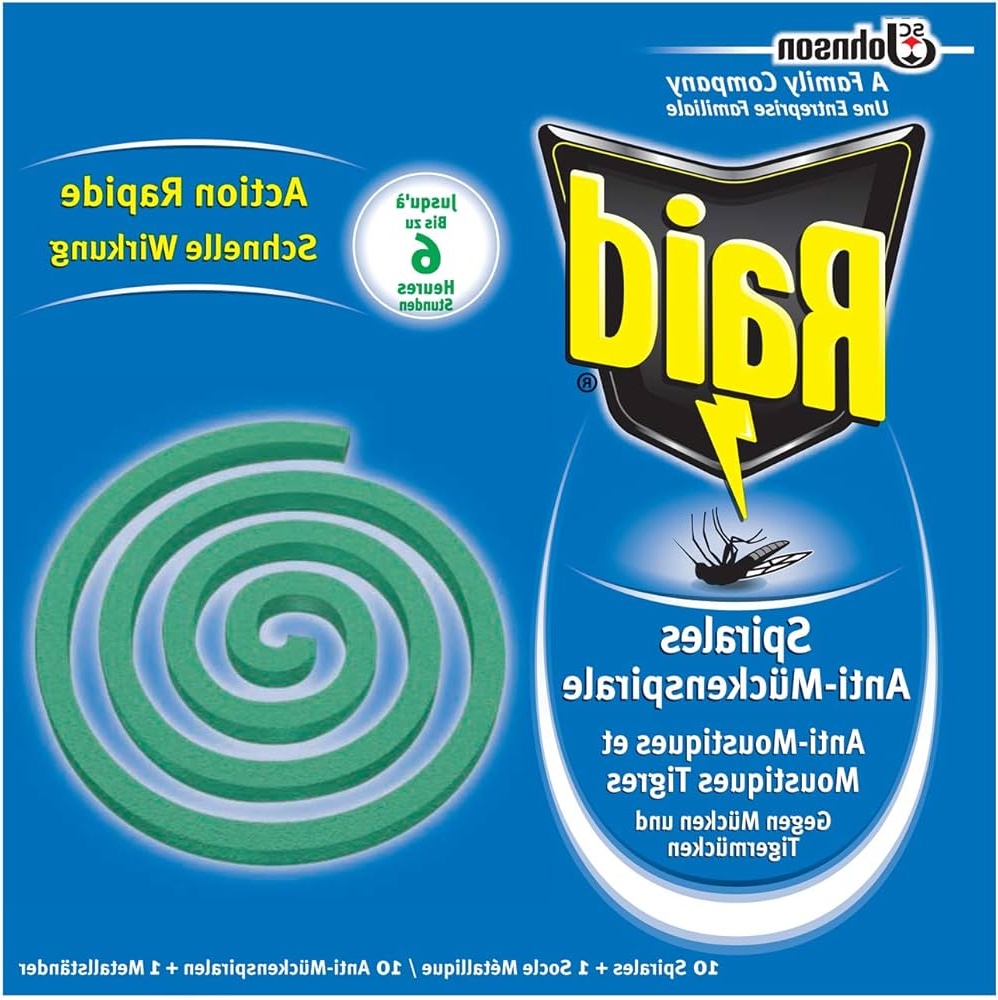 SC Johnson
A Family Company
Une Entreprise Familiale
Raid®
Action Rapide
Schnelle Wirkung
Jusqu'à
Bis zu
6
Heures
Stunden
Spirales
Anti-Mückenspirale
Anti-Moustiques et
Moustiques Tigres
Gegen Mücken und
Tigermücken
10 Spirales + 1 Socle Métallique / 10 Anti-Mückenspiralen + 1 Metallständer